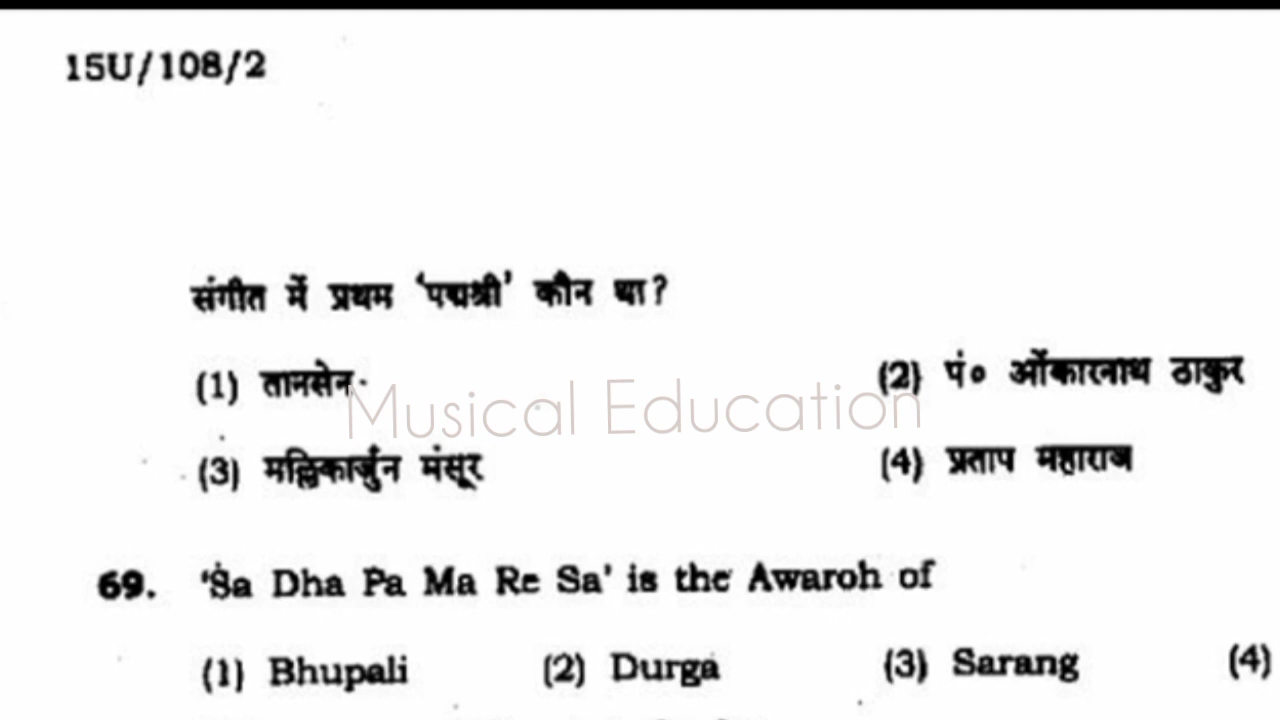 15U/108/2
संगीत में प्रथम ‘पद्मश्री’ कौन था?
(1) तानसेन
(2) पं० ओंकारनाथ ठाकुर
Musical Education
(3) मल्लिकार्जुन मंसूर
(4) प्रताप महाराज
69. ‘Ṡa Dha Pa Ma Re Sa’ is the Awaroh of
(1) Bhupali (2) Durga (3) Sarang (4)